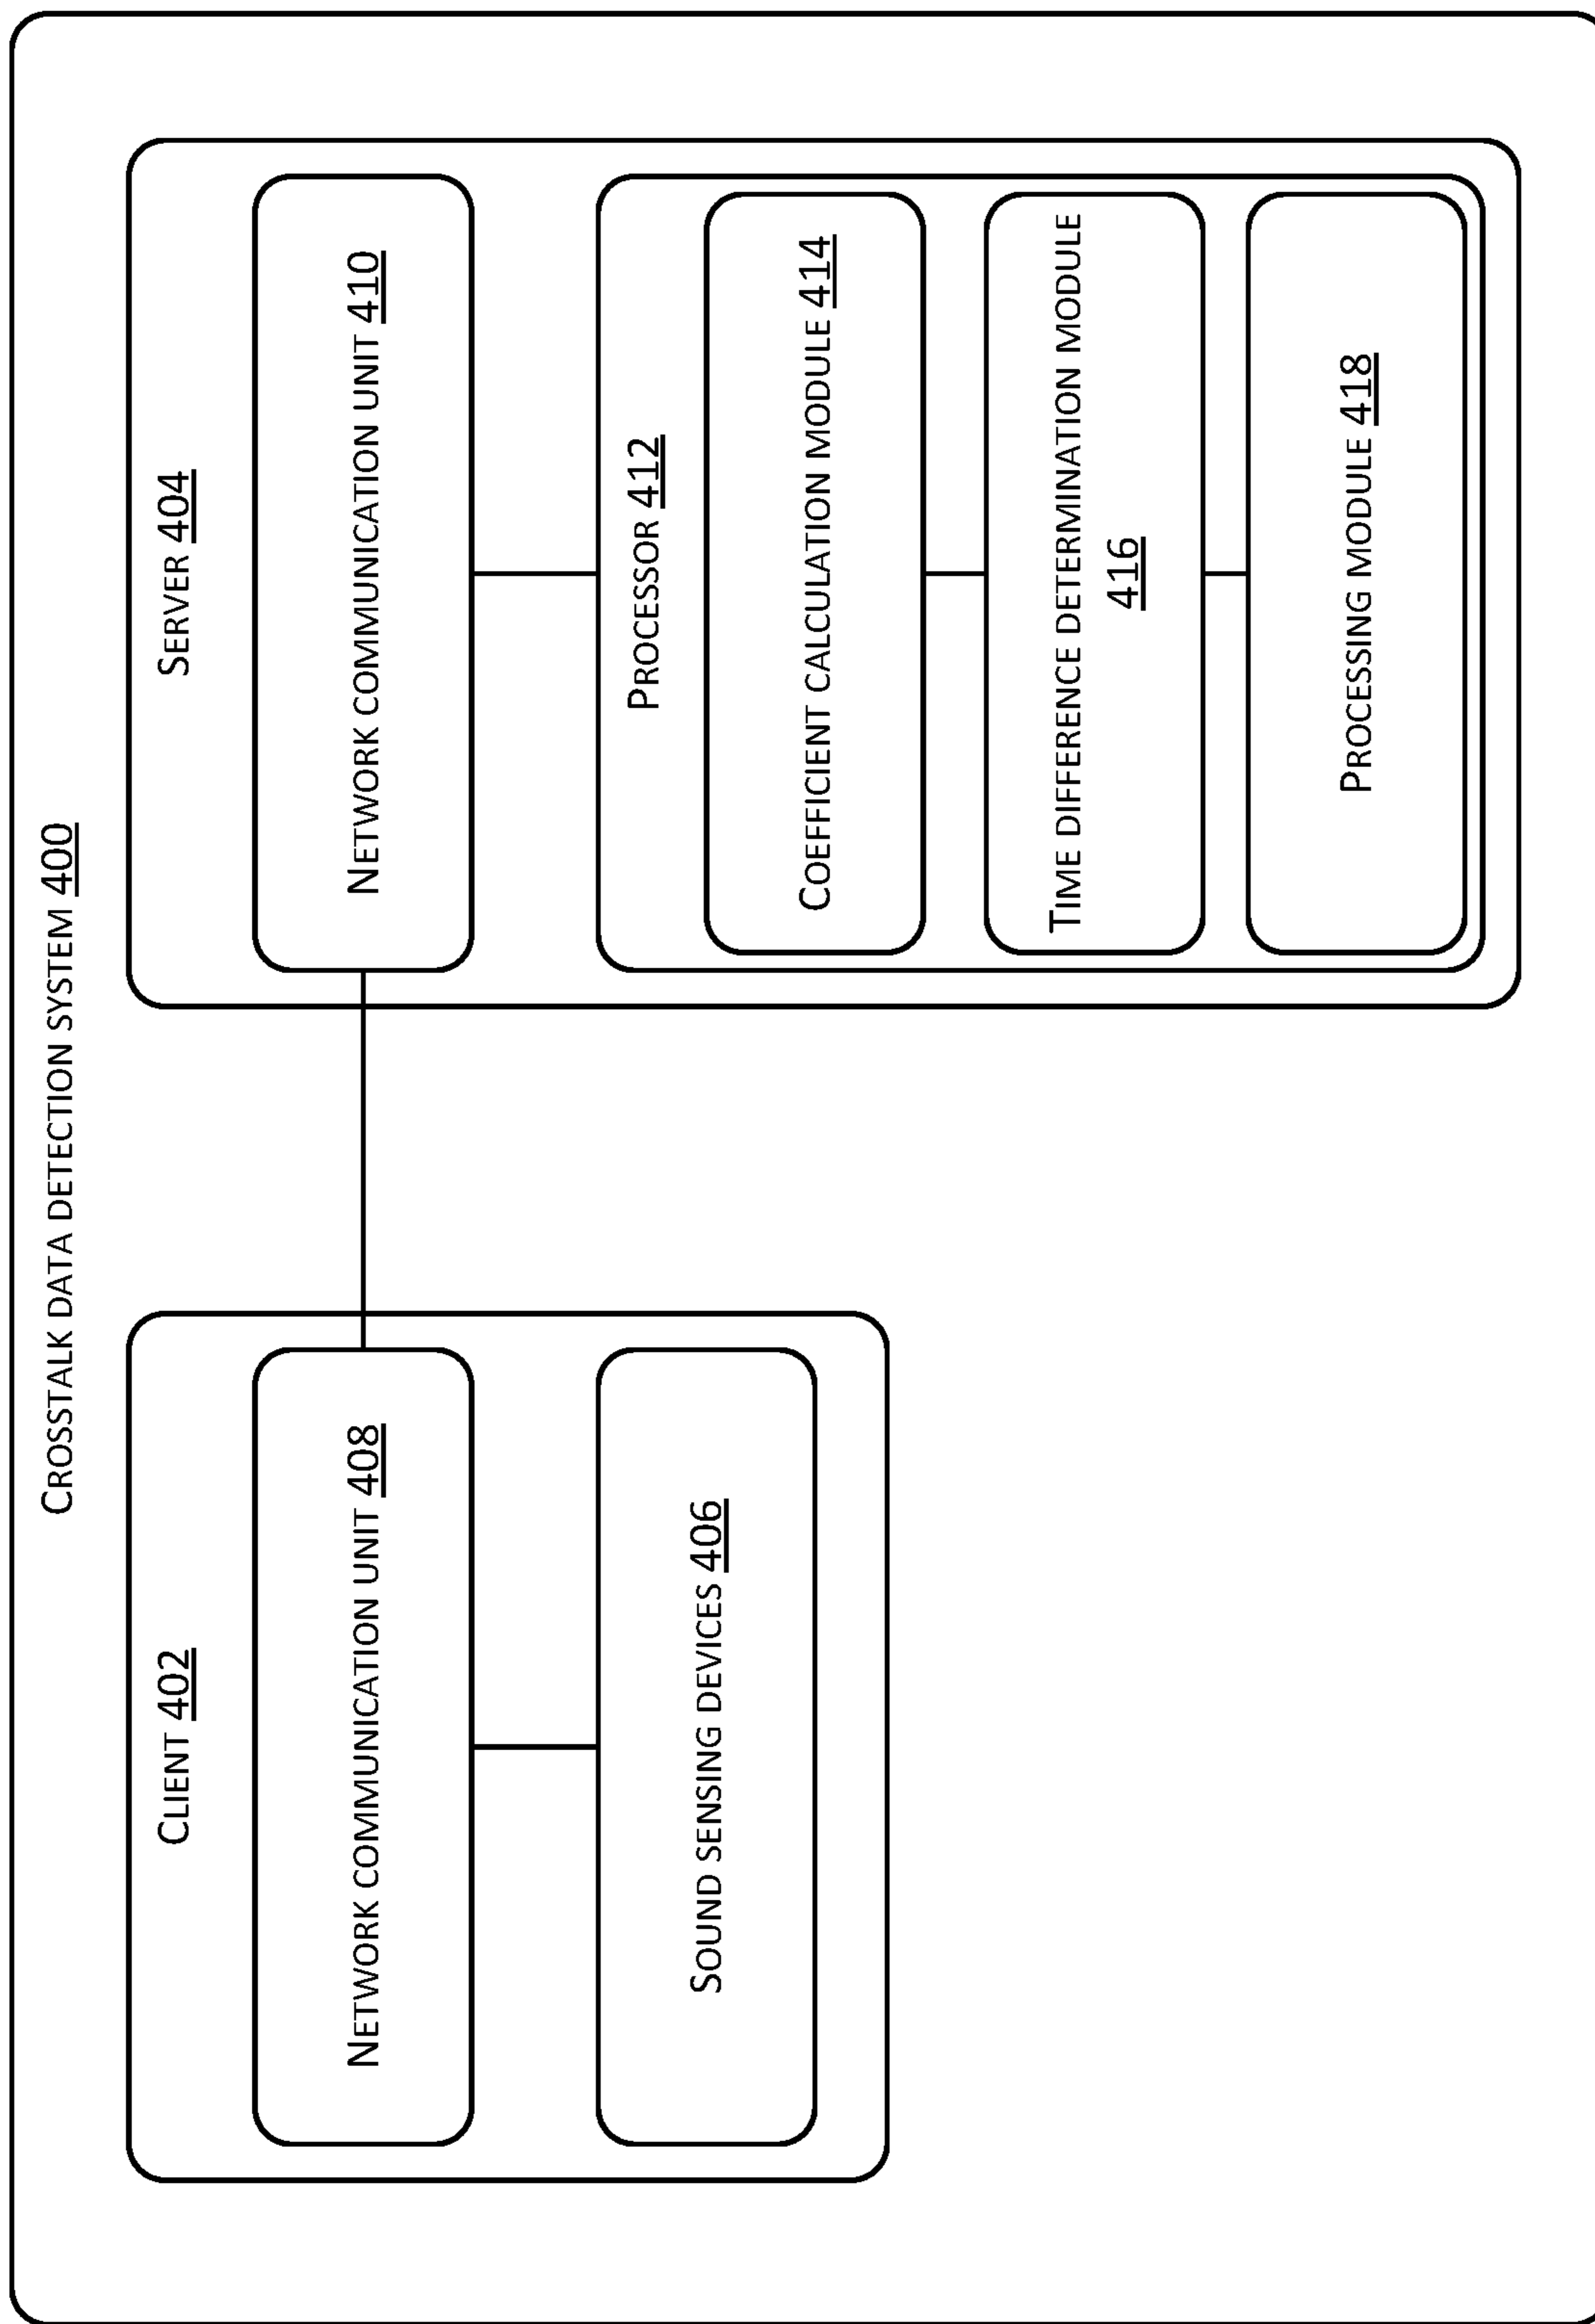 CROSSTALK DATA DETECTION SYSTEM 400
CLIENT 402
NETWORK COMMUNICATION UNIT 408
SOUND SENSING DEVICES 406
SERVER 404
NETWORK COMMUNICATION UNIT 410
PROCESSOR 412
COEFFICIENT CALCULATION MODULE 414
TIME DIFFERENCE DETERMINATION MODULE
416
PROCESSING MODULE 418